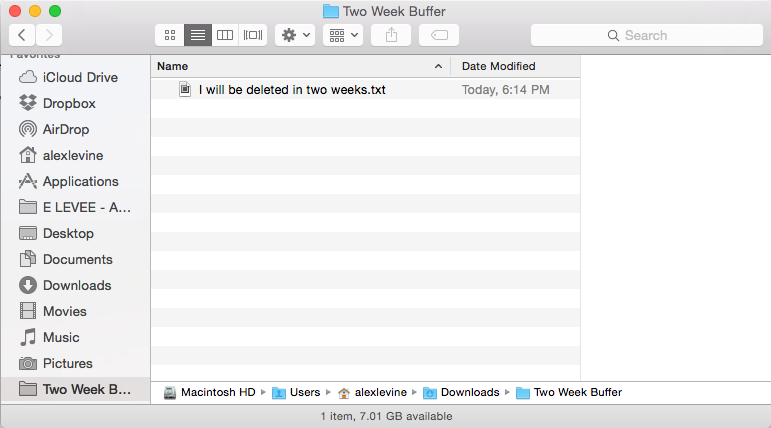 Two Week Buffer
Search
Favorites
iCloud Drive
Dropbox
AirDrop
alexlevine
Applications
E LEVEE - A...
Desktop
Documents
Downloads
Movies
Music
Pictures
Two Week B...
Name Date Modified
I will be deleted in two weeks.txt Today, 6:14 PM
Macintosh HD Users alexlevine Downloads Two Week Buffer
1 item, 7.01 GB available